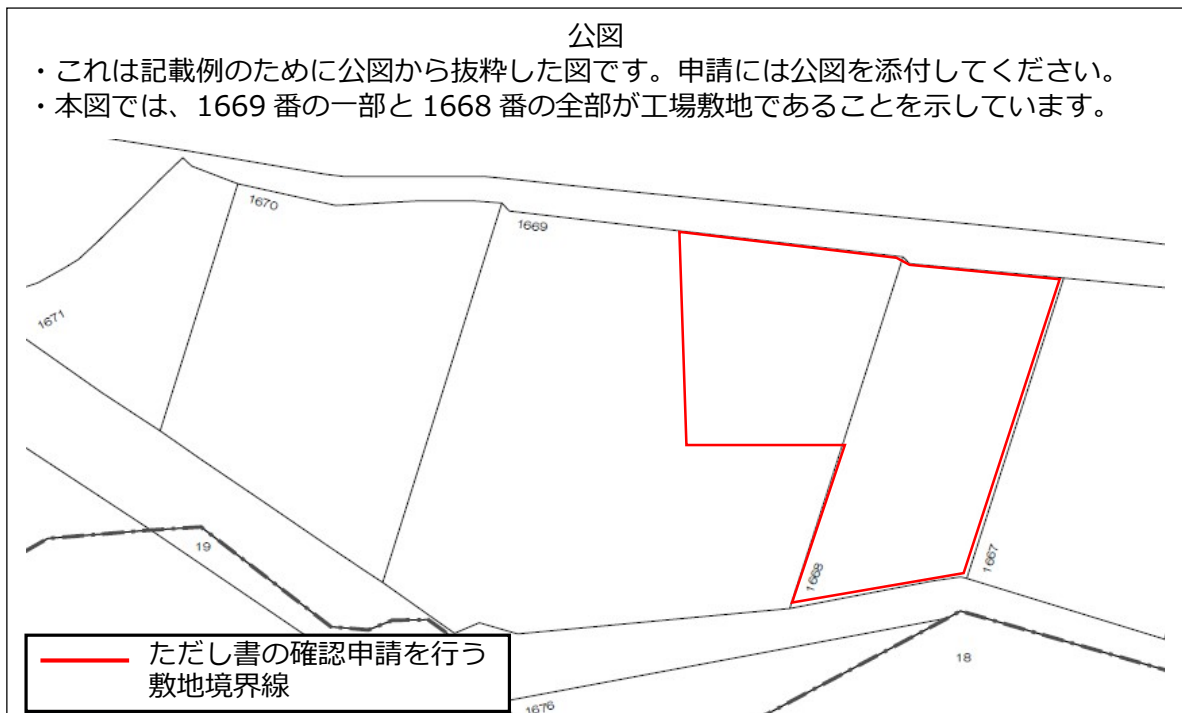 公図
・これは記載例のために公図から抜粋した図です。申請には公図を添付してください。
・本図では、1669 番の一部と 1668 番の全部が工場敷地であることを示しています。
1670
1669
1671
1668
1667
19
18
1676
ただし書の確認申請を行う
敷地境界線